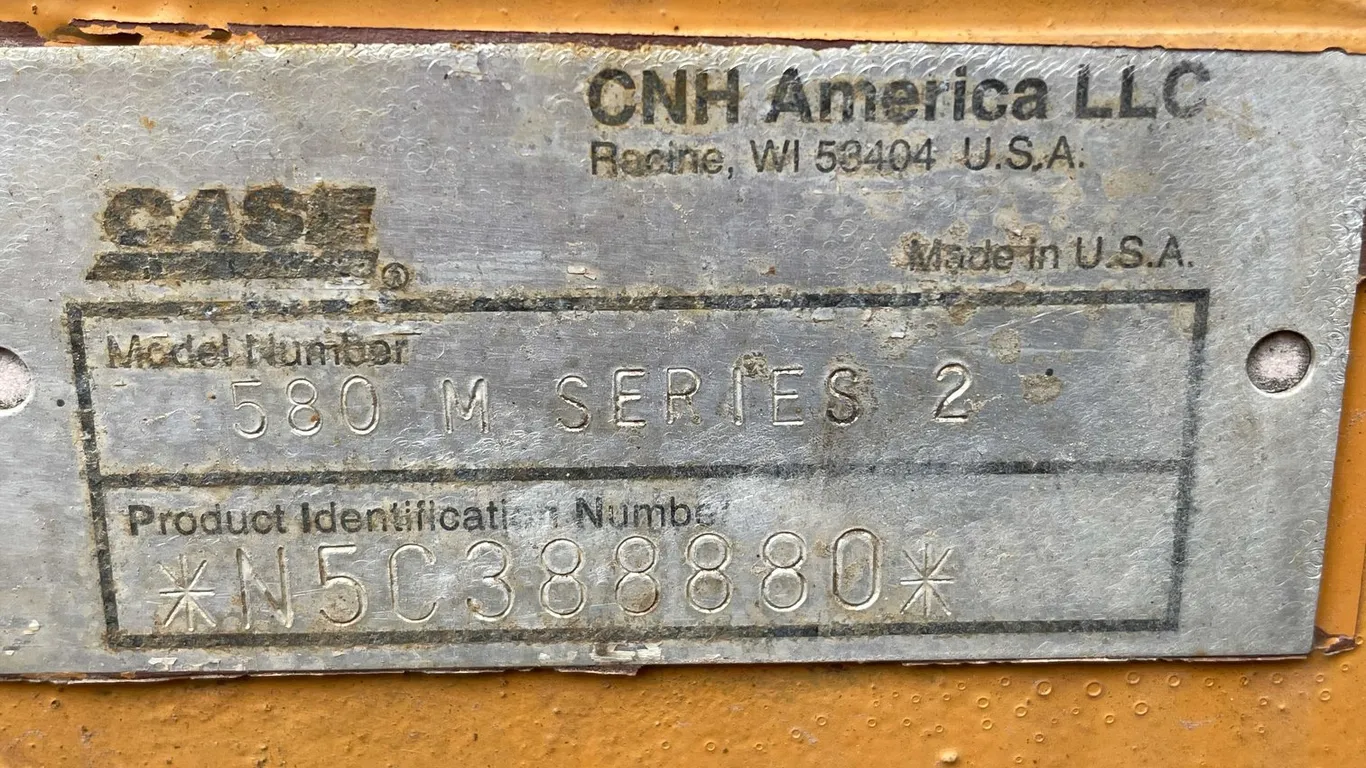 CNH America LLC
Racine, WI 53404 U.S.A.
CASE®
Made in U.S.A.
Model Number
580 M SERIES 2
Product Identification Number
*N5C388880*